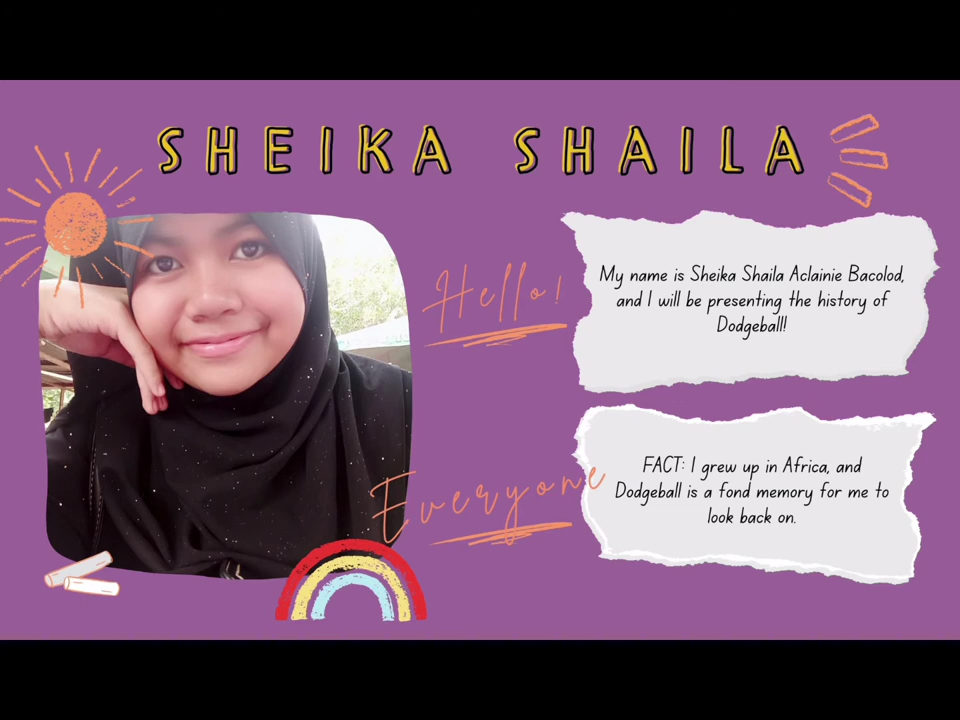 SHEIKA SHAILA
Hello!
My name is Sheika Shaila Aclainie Bacolod,
and I will be presenting the history of
Dodgeball!!
Everyone
FACT: I grew up in Africa, and
Dodgeball is a fond memory for me to
look back on.